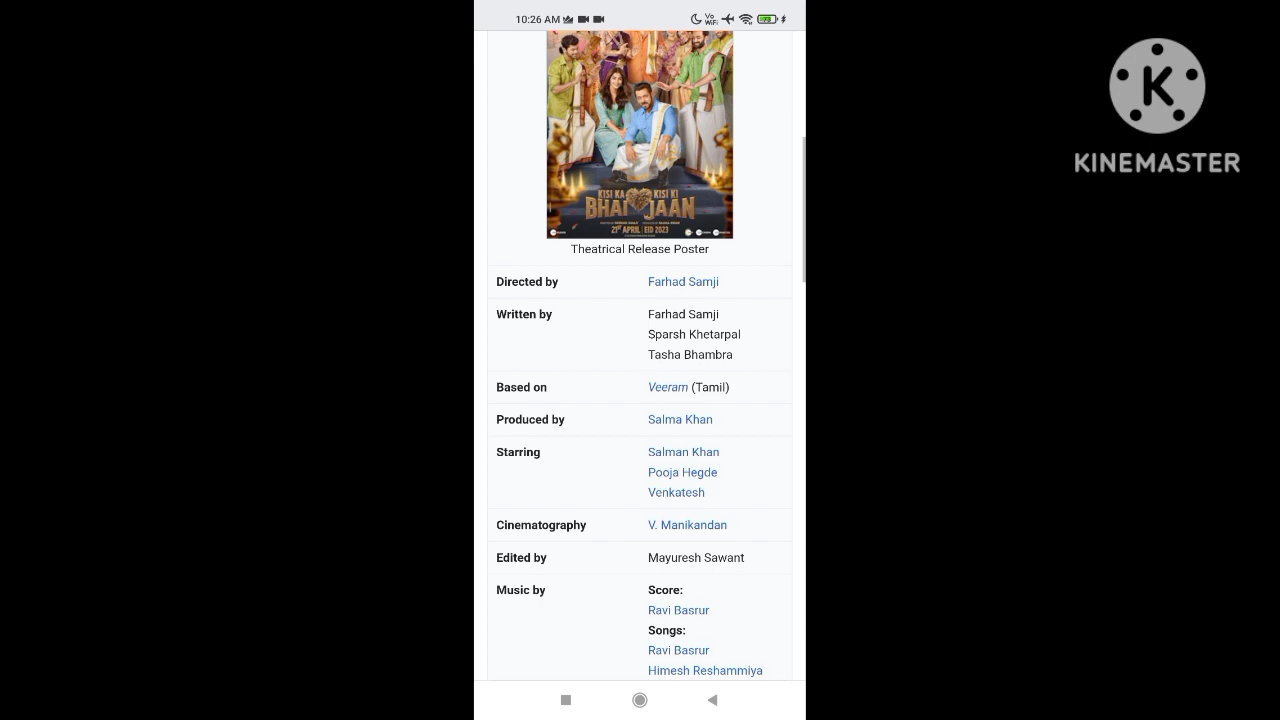 10:26 AM
Vo
WiFi
KISI KA KISI KI
BHAI JAAN
21ST APRIL | EID 2023
Theatrical Release Poster
Directed by Farhad Samji
Written by Farhad Samji
Sparsh Khetarpal
Tasha Bhambra
Based on Veeram (Tamil)
Produced by Salma Khan
Starring Salman Khan
Pooja Hegde
Venkatesh
Cinematography V. Manikandan
Edited by Mayuresh Sawant
Music by Score:
Ravi Basrur
Songs:
Ravi Basrur
Himesh Reshammiya
K
KINEMASTER